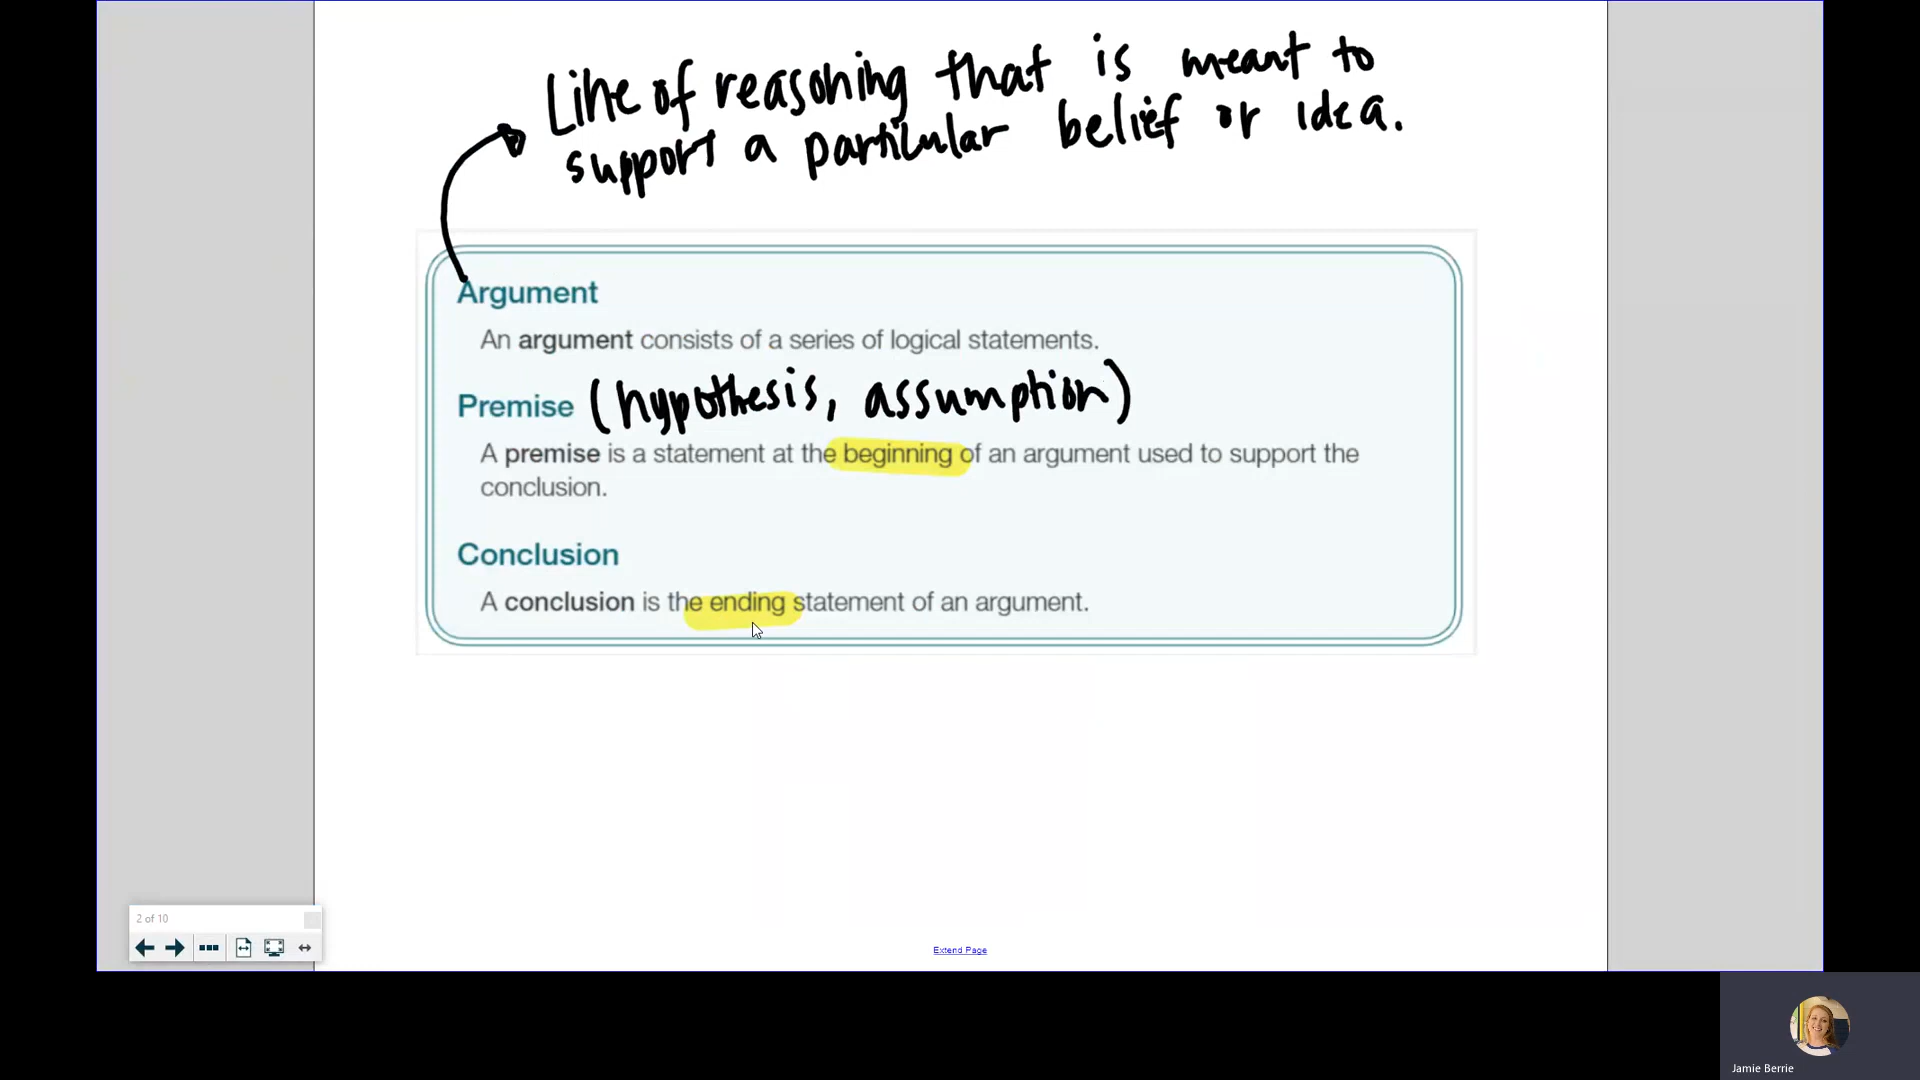 Line of reasoning that is meant to
support a particular belief or idea.
Argument
An argument consists of a series of logical statements.
Premise (hypothesis, assumption)
A premise is a statement at the beginning of an argument used to support the
conclusion.
Conclusion
A conclusion is the ending statement of an argument.
2 of 10
Extend Page
Jamie Berrie